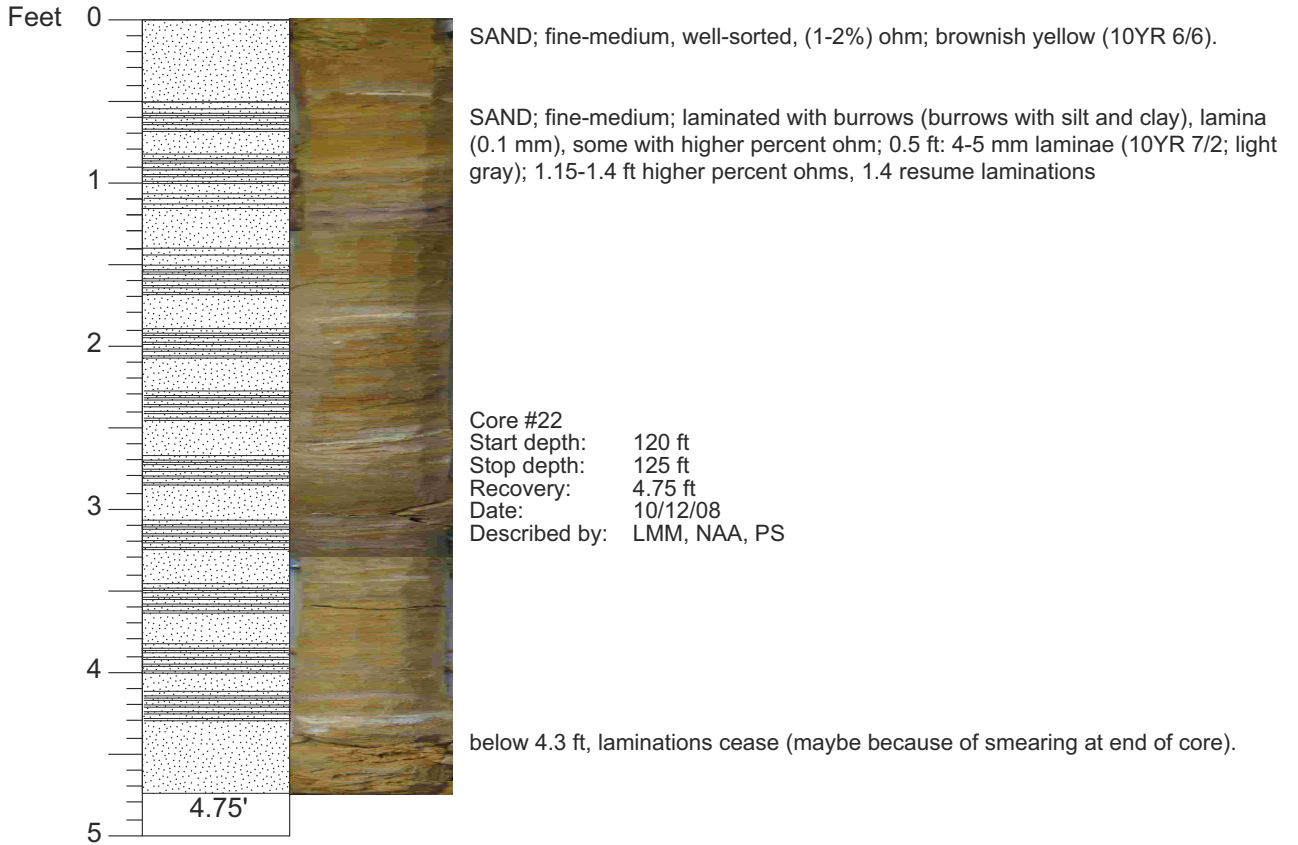 Feet 0
SAND; fine-medium, well-sorted, (1-2%) ohm; brownish yellow (10YR 6/6).
SAND; fine-medium; laminated with burrows (burrows with silt and clay), lamina
(0.1 mm), some with higher percent ohm; 0.5 ft: 4-5 mm laminae (10YR 7/2; light
gray); 1.15-1.4 ft higher percent ohms, 1.4 resume laminations
1
2
Core #22
Start depth: 120 ft
Stop depth: 125 ft
Recovery: 4.75 ft
Date: 10/12/08
Described by: LMM, NAA, PS
3
4
below 4.3 ft, laminations cease (maybe because of smearing at end of core).
4.75'
5